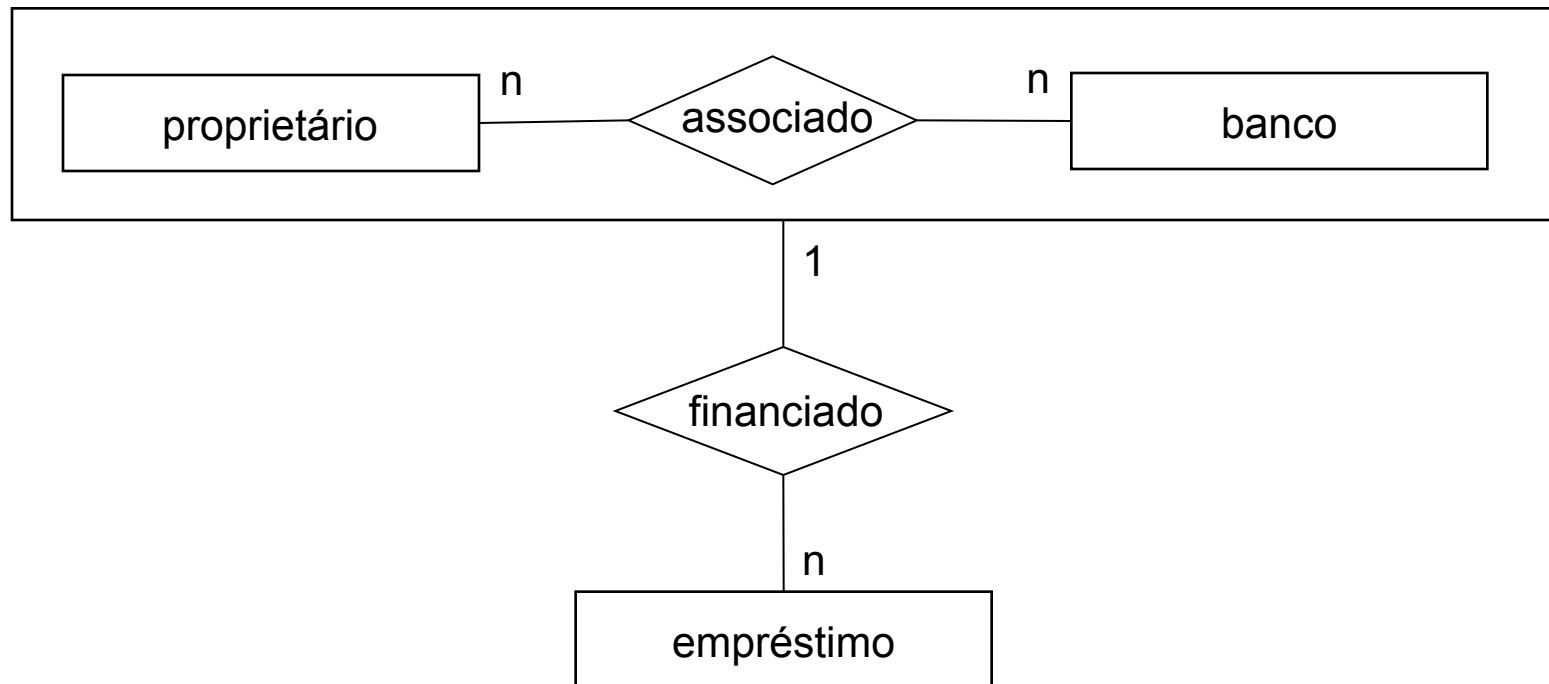 n
n
proprietário
associado
banco
1
financiado
n
empréstimo